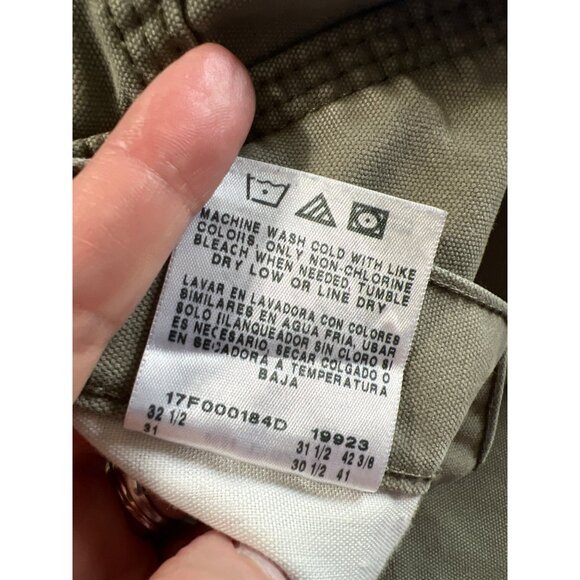 MACHINE WASH COLD WITH LIKE
COLORS, ONLY NON-CHLORINE
BLEACH WHEN NEEDED, TUMBLE
DRY LOW OR LINE DRY
LAVAR EN LAVADORA CON COLORES
SIMILARES EN AGUA FRIA, USAR
SOLO BLANQUEADOR SIN CLORO SI
ES NECESARIO, SECAR COLGADO O
EN SECADORA A TEMPERATURA
BAJA
17F000184D 19923
32 1/2 31 1/2 42 3/8
31 30 1/2 41